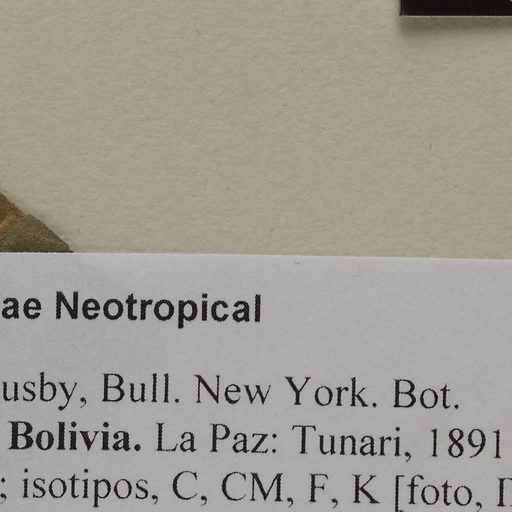 ae Neotropical
usby, Bull. New York. Bot.
Bolivia. La Paz: Tunari, 1891
; isotipos, C, CM, F, K [foto,